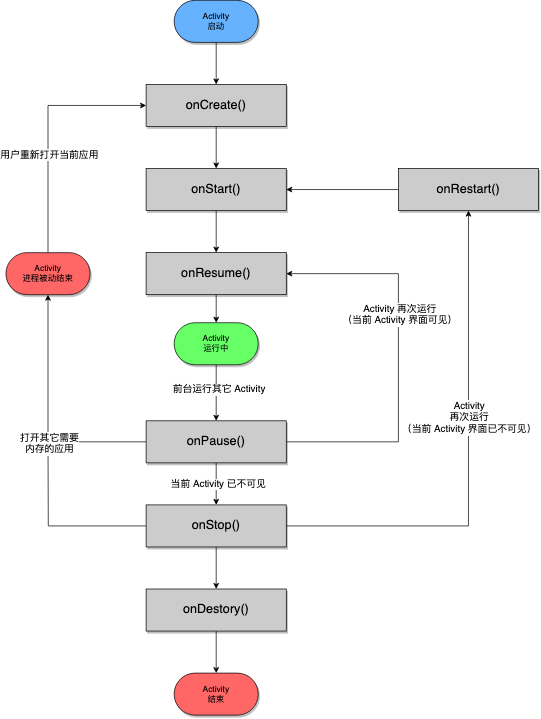 Activity
启动
onCreate()
用户重新打开当前应用
onStart()
onRestart()
onResume()
Activity
进程被动结束
Activity 再次运行
（当前 Activity 界面可见）
Activity
运行中
前台运行其它 Activity
Activity
再次运行
（当前 Activity 界面已不可见）
onPause()
打开其它需要
内存的应用
当前 Activity 已不可见
onStop()
onDestory()
Activity
结束